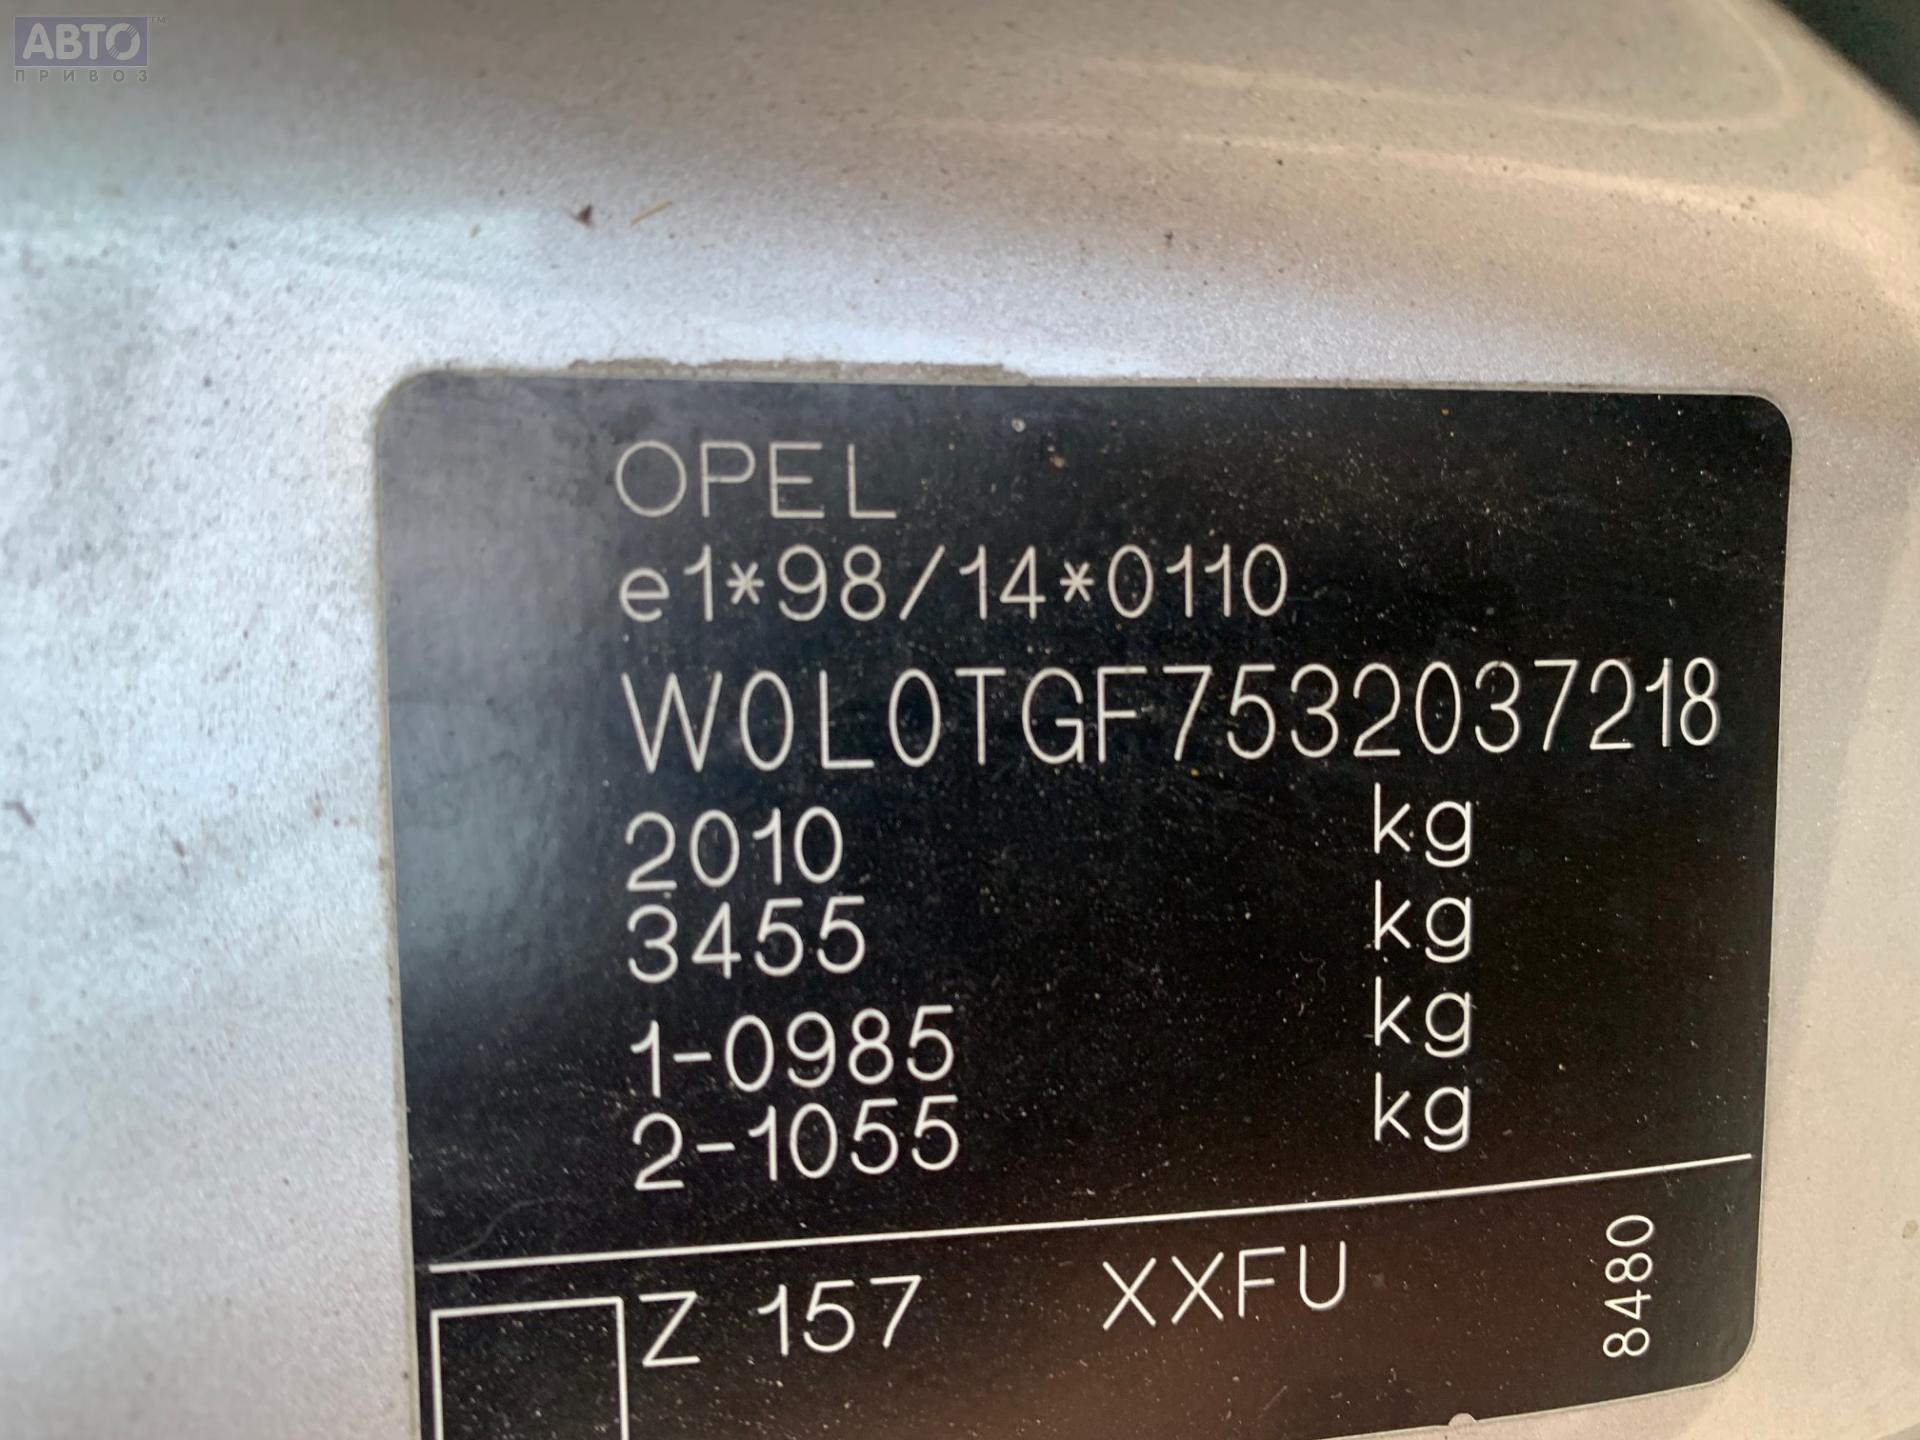 АВТО™
ПРИВОЗ
OPEL
e1*98/14*0110
W0L0TGF7532037218
2010 kg
3455 kg
1-0985 kg
2-1055 kg
Z 157 XXFU 8480